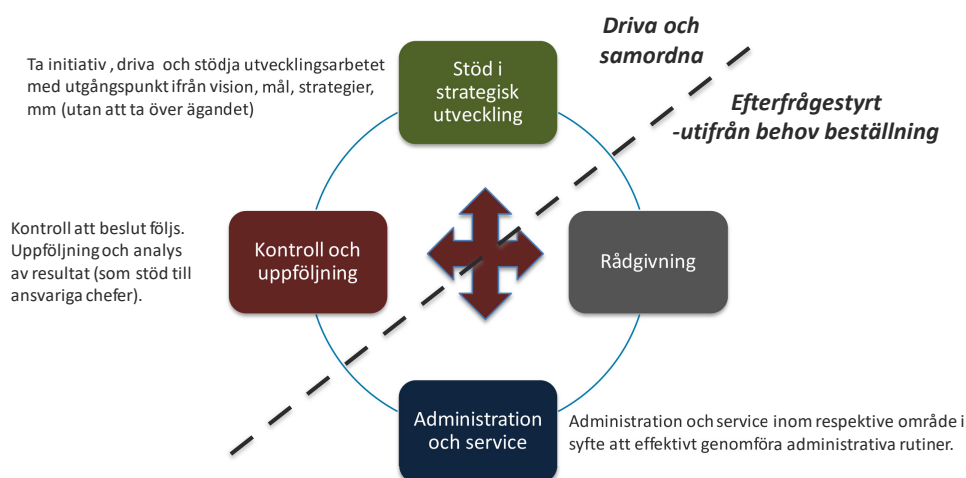 Driva och
samordna
Ta initiativ , driva och stödja utvecklingsarbetet
med utgångspunkt ifrån vision, mål, strategier,
mm (utan att ta över ägandet)
Stöd i
strategisk
utveckling
Efterfrågestyrt
-utifrån behov beställning
Kontroll att beslut följs.
Uppföljning och analys
av resultat (som stöd till
ansvariga chefer).
Kontroll och
uppföljning
Rådgivning
Administration
och service
Administration och service inom respektive område i
syfte att effektivt genomföra administrativa rutiner.